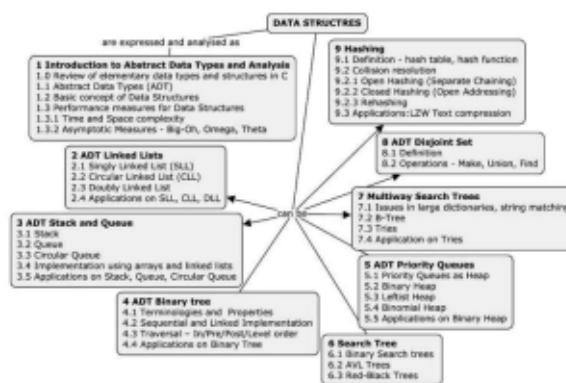 DATA STRUCTRES
are expressed and analysed as
1 Introduction to Abstract Data Types and Analysis
1.0 Review of elementary data types and structures in C
1.1 Abstract Data Types (ADT)
1.2 Basic concept of Data Structures
1.3 Performance measures for Data Structures
1.3.1 Time and Space complexity
1.3.2 Asymptotic Measures - Big-Oh, Omega, Theta
9 Hashing
9.1 Definition - hash table, hash function
9.2 Collision resolution
9.2.1 Open Hashing (Separate Chaining)
9.2.2 Closed Hashing (Open Addressing)
9.2.3 Rehashing
9.3 Applications:LZW Text compression
8 ADT Disjoint Set
8.1 Definition
8.2 Operations - Make, Union, Find
2 ADT Linked Lists
2.1 Singly Linked List (SLL)
2.2 Circular Linked List (CLL)
2.3 Doubly Linked List
2.4 Applications on SLL, CLL, DLL
can be
7 Multiway Search Trees
7.1 Issues in large dictionaries, string matching
7.2 B-Tree
7.3 Tries
7.4 Application on Tries
3 ADT Stack and Queue
3.1 Stack
3.2 Queue
3.3 Circular Queue
3.4 Implementation using arrays and linked lists
3.5 Applications on Stack, Queue, Circular Queue
5 ADT Priority Queues
5.1 Priority Queues as Heap
5.2 Binary Heap
5.3 Leftist Heap
5.4 Binomial Heap
5.5 Applications on Binary Heap
4 ADT Binary tree
4.1 Terminologies and Properties
4.2 Sequential and Linked Implementation
4.3 Traversal – In/Pre/Post/Level order
4.4 Applications on Binary Tree
6 Search Tree
6.1 Binary Search trees
6.2 AVL Trees
6.3 Red-Black Trees